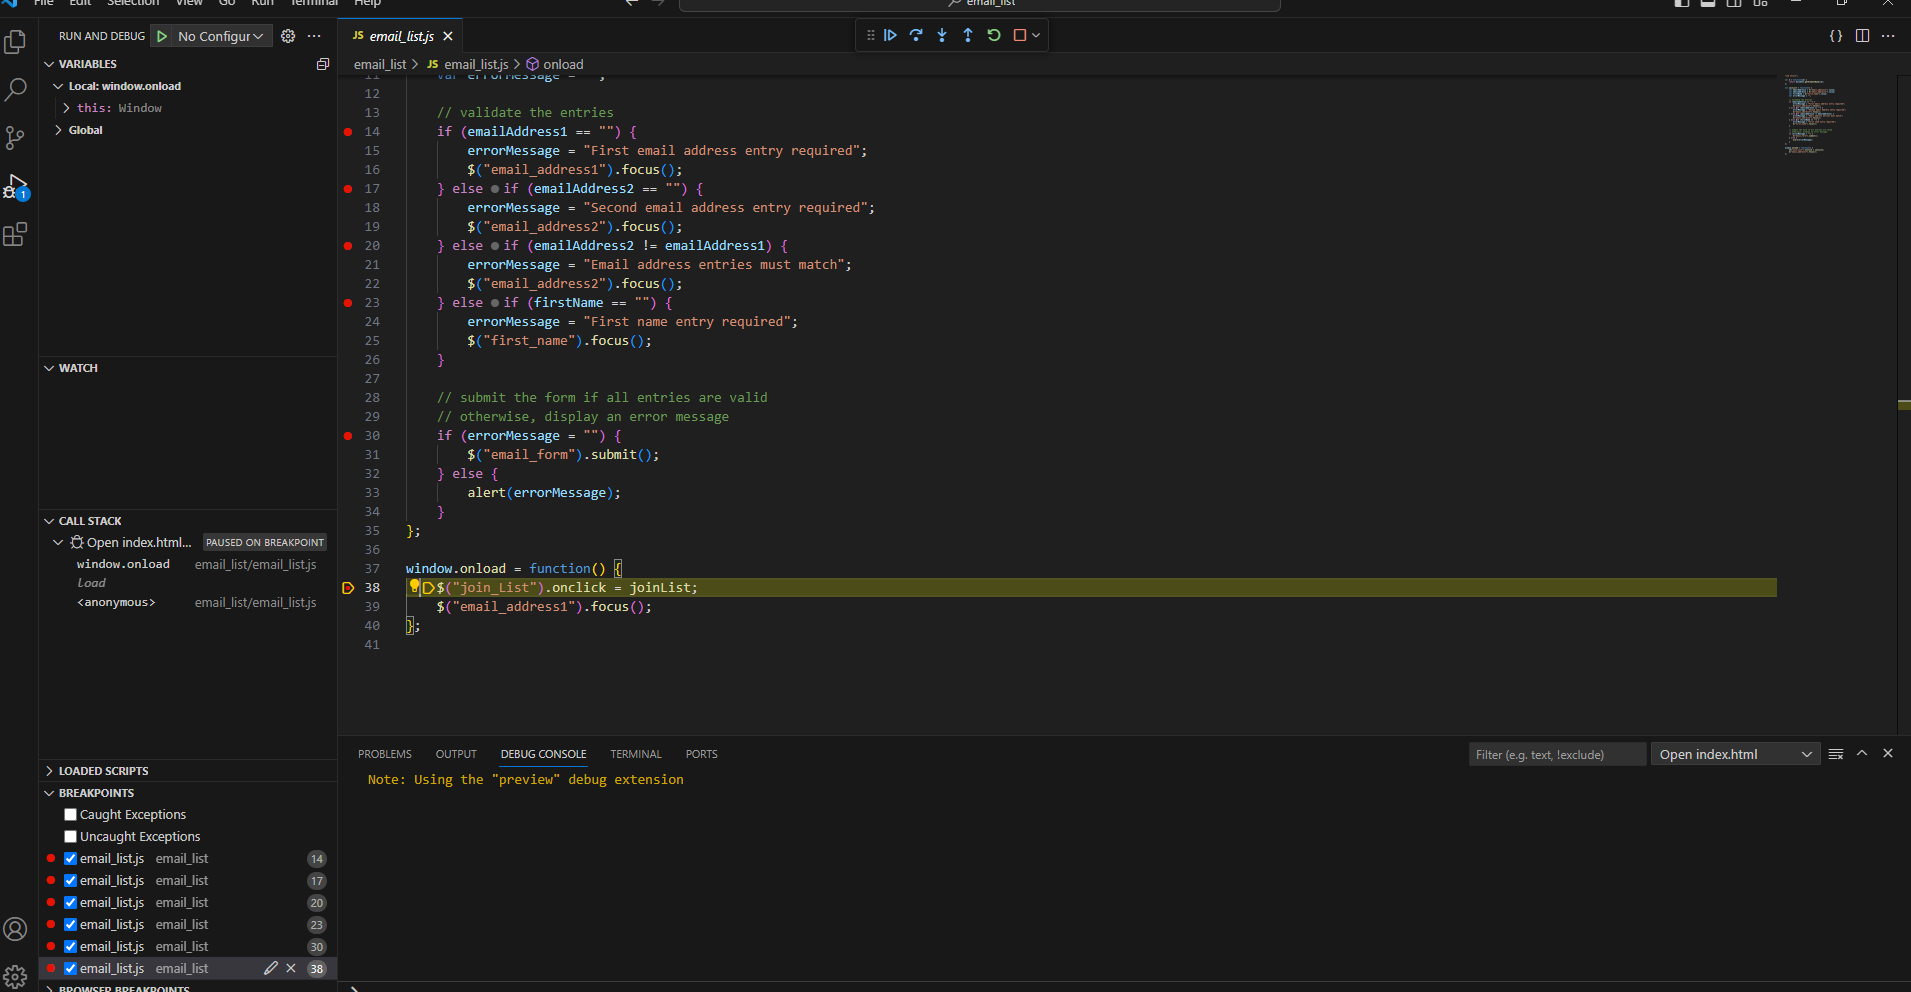 File Edit Selection View Go Run Terminal Help
email_list
RUN AND DEBUG No Configur
VARIABLES
Local: window.onload
this: Window
Global
WATCH
CALL STACK
Open index.html... PAUSED ON BREAKPOINT
window.onload email_list/email_list.js
load
<anonymous> email_list/email_list.js
LOADED SCRIPTS
BREAKPOINTS
Caught Exceptions
Uncaught Exceptions
email_list.js email_list 14
email_list.js email_list 17
email_list.js email_list 20
email_list.js email_list 23
email_list.js email_list 30
email_list.js email_list 38
BROWSER BREAKPOINTS
1
JS email_list.js
email_list > JS email_list.js > onload
11 var errorMessage = "";
12
13 // validate the entries
14 if (emailAddress1 == "") {
15 errorMessage = "First email address entry required";
16 $("email_address1").focus();
17 } else if (emailAddress2 == "") {
18 errorMessage = "Second email address entry required";
19 $("email_address2").focus();
20 } else if (emailAddress2 != emailAddress1) {
21 errorMessage = "Email address entries must match";
22 $("email_address2").focus();
23 } else if (firstName == "") {
24 errorMessage = "First name entry required";
25 $("first_name").focus();
26 }
27
28 // submit the form if all entries are valid
29 // otherwise, display an error message
30 if (errorMessage = "") {
31 $("email_form").submit();
32 } else {
33 alert(errorMessage);
34 }
35 };
36
37 window.onload = function() {
38 $("join_List").onclick = joinList;
39 $("email_address1").focus();
40 };
41
PROBLEMS OUTPUT DEBUG CONSOLE TERMINAL PORTS
Filter (e.g. text, !exclude) Open index.html
Note: Using the "preview" debug extension